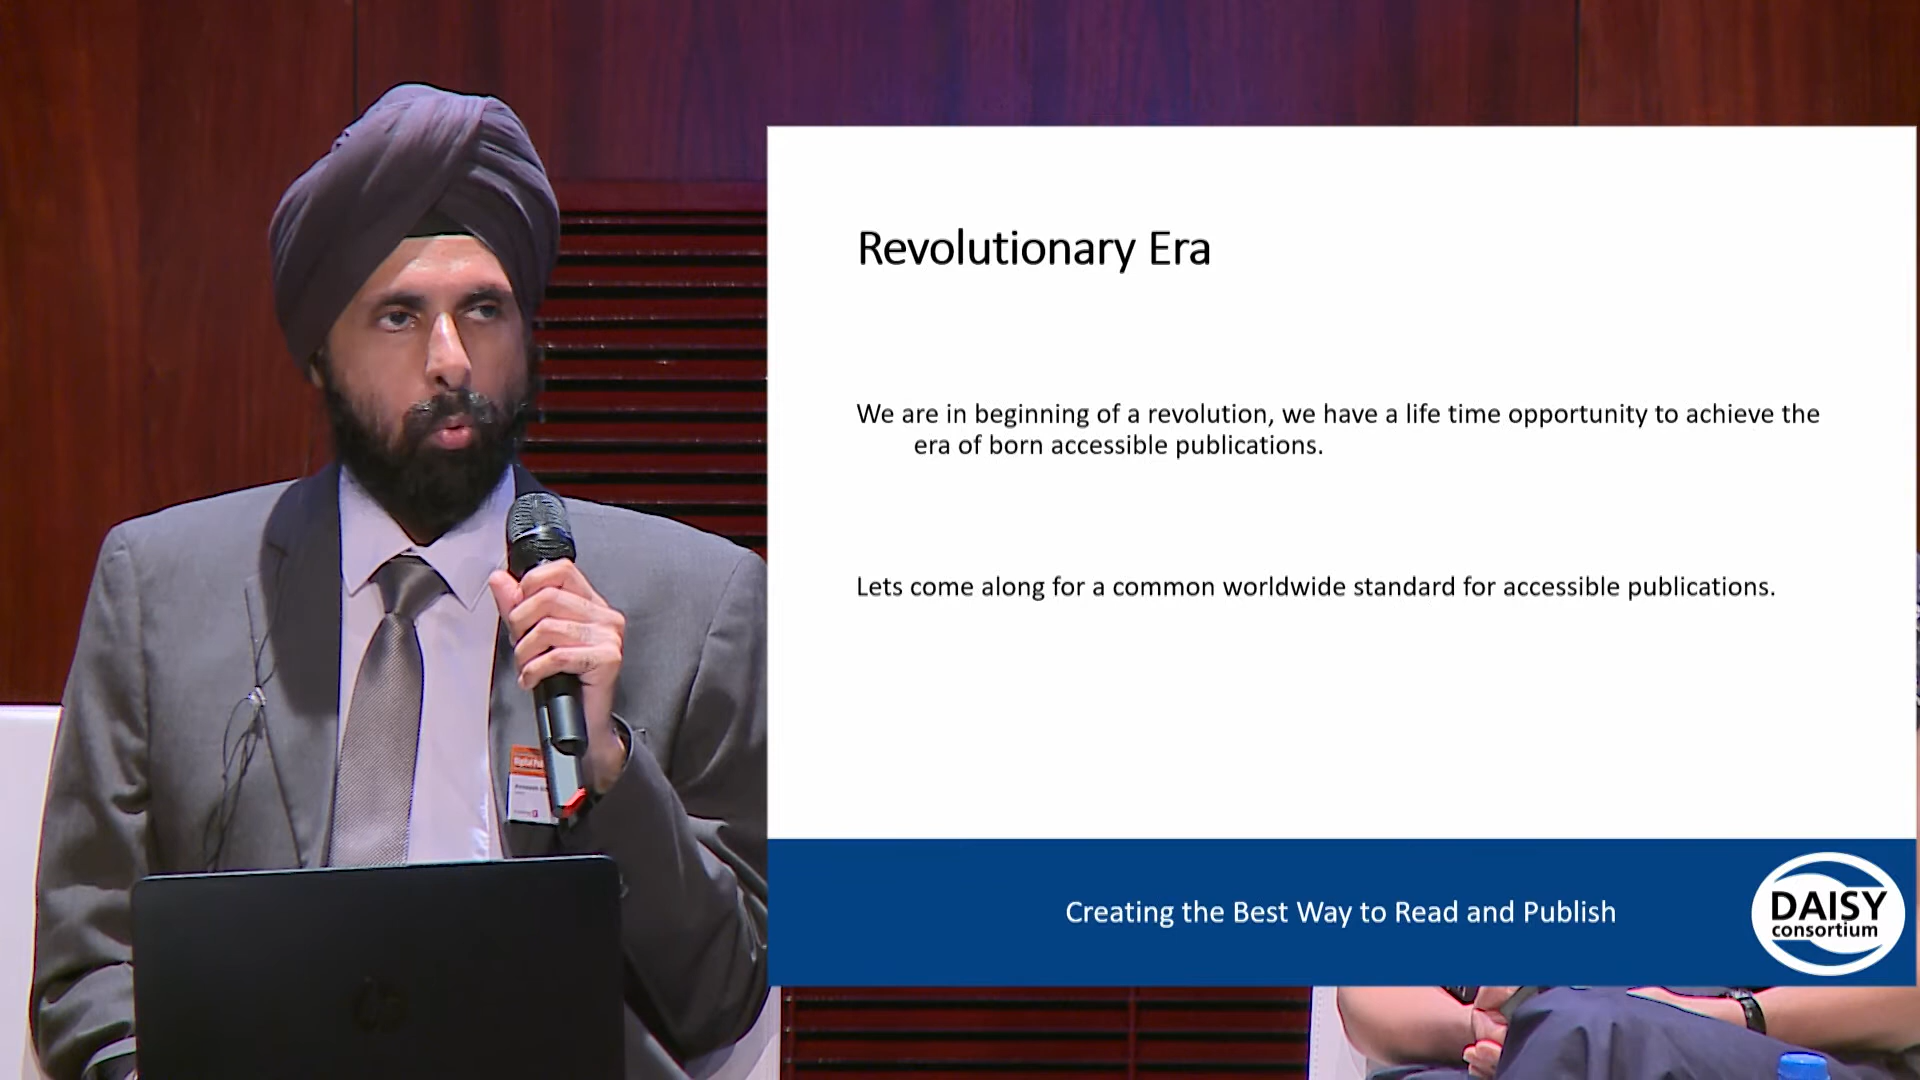 Revolutionary Era
We are in beginning of a revolution, we have a life time opportunity to achieve the
era of born accessible publications.
Lets come along for a common worldwide standard for accessible publications.
Creating the Best Way to Read and Publish
DAISY
consortium